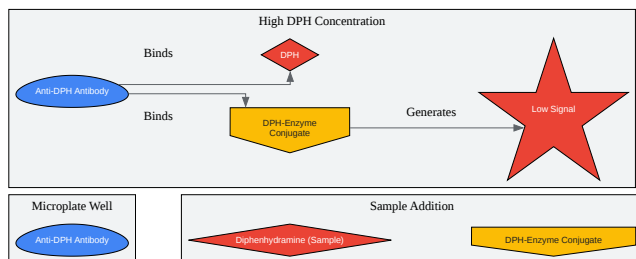 High DPH Concentration
Binds
DPH
Anti-DPH Antibody
Binds
DPH-Enzyme
Conjugate
Generates
Low Signal
Microplate Well
Anti-DPH Antibody
Sample Addition
Diphenhydramine (Sample)
DPH-Enzyme Conjugate